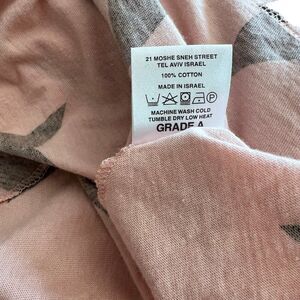 21 MOSHE SNEH STREET
TEL AVIV ISRAEL
100% COTTON
MADE IN ISRAEL
MACHINE WASH COLD
TUMBLE DRY LOW HEAT
GRADE A